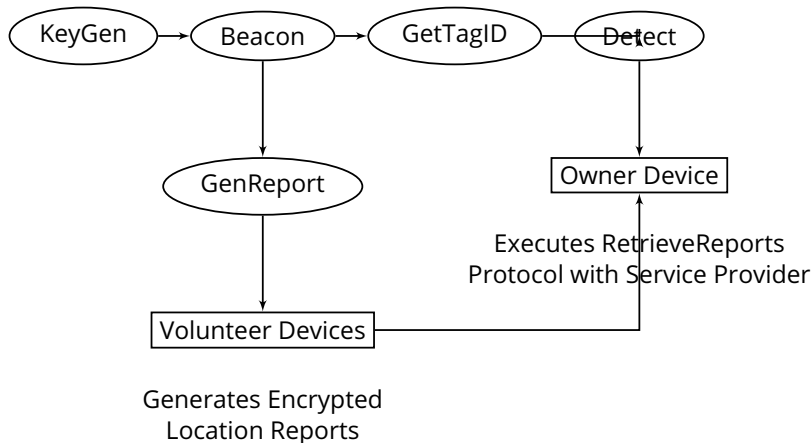 KeyGen
Beacon
GetTagID
Detect
GenReport
Owner Device
Executes RetrieveReports
Protocol with Service Provider
Volunteer Devices
Generates Encrypted
Location Reports